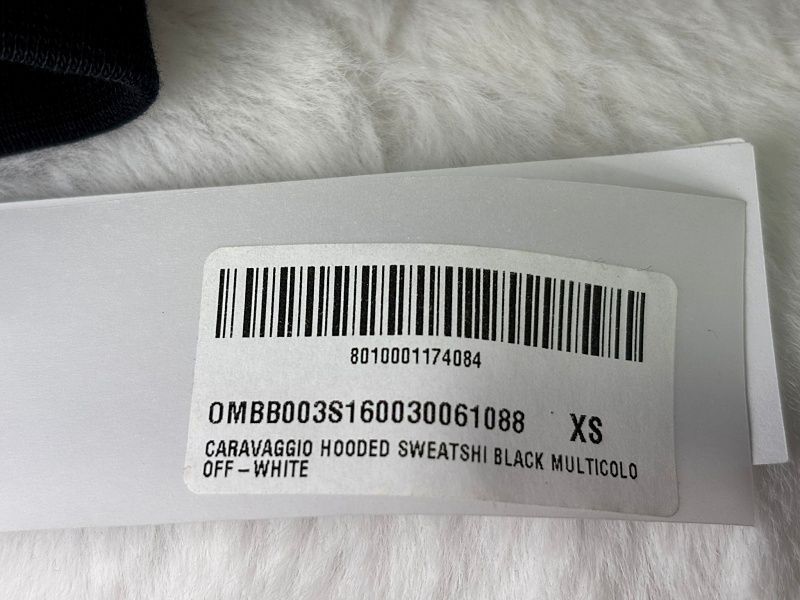 8010001174084
OMBB003S160030061088 XS
CARAVAGGIO HOODED SWEATSHI BLACK MULTICOLO
OFF-WHITE